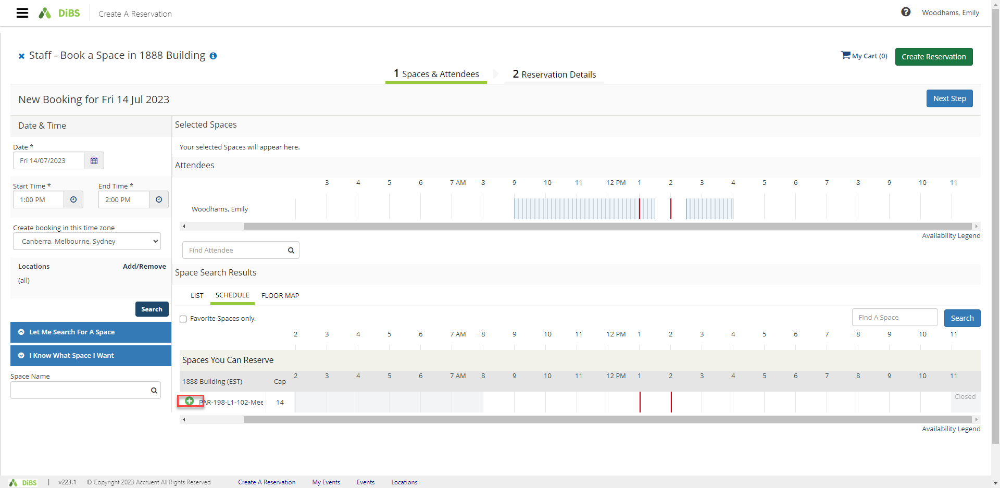 DiBS Create A Reservation Woodhams, Emily
Staff - Book a Space in 1888 Building
My Cart (0) Create Reservation
1 Spaces & Attendees 2 Reservation Details
New Booking for Fri 14 Jul 2023 Next Step
Date & Time
Date *
Fri 14/07/2023
Start Time * End Time *
1:00 PM 2:00 PM
Create booking in this time zone
Canberra, Melbourne, Sydney
Locations Add/Remove
(all)
Search
Let Me Search For A Space
I Know What Space I Want
Space Name
Selected Spaces
Your selected Spaces will appear here.
Attendees
3 4 5 6 7 AM 8 9 10 11 12 PM 1 2 3 4 5 6 7 8 9 10 11
Woodhams, Emily
Availability Legend
Find Attendee
Space Search Results
LIST SCHEDULE FLOOR MAP
Favorite Spaces only. Find A Space Search
2 3 4 5 6 7 AM 8 9 10 11 12 PM 1 2 3 4 5 6 7 8 9 10 11
Spaces You Can Reserve
1888 Building (EST) Cap 2 3 4 5 6 7 AM 8 9 10 11 12 PM 1 2 3 4 5 6 7 8 9 10 11
PAR-198-L1-102-Mee 14 Closed
Availability Legend
DiBS | v223.1 © Copyright 2023 Accruent All Rights Reserved Create A Reservation My Events Events Locations